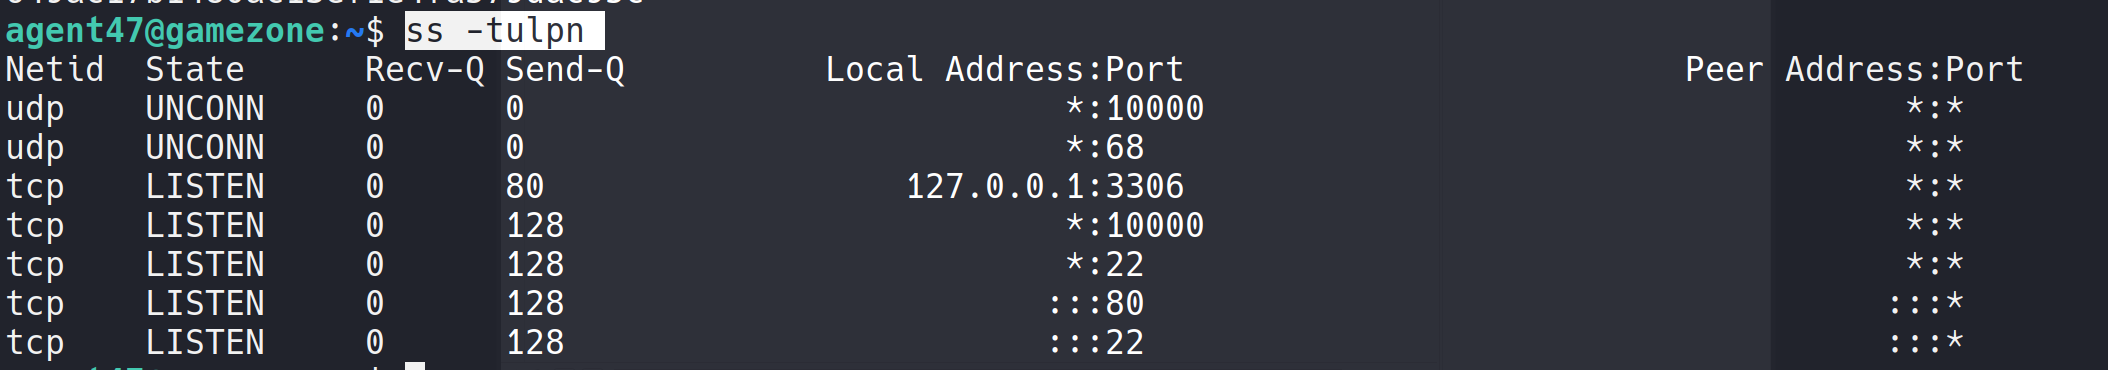 agent47@gamezone:~$ ss -tulpn
Netid State Recv-Q Send-Q Local Address:Port Peer Address:Port
udp UNCONN 0 0 *:10000 *:*
udp UNCONN 0 0 *:68 *:*
tcp LISTEN 0 80 127.0.0.1:3306 *:*
tcp LISTEN 0 128 *:10000 *:*
tcp LISTEN 0 128 *:22 *:*
tcp LISTEN 0 128 :::80 :::*
tcp LISTEN 0 128 :::22 :::*